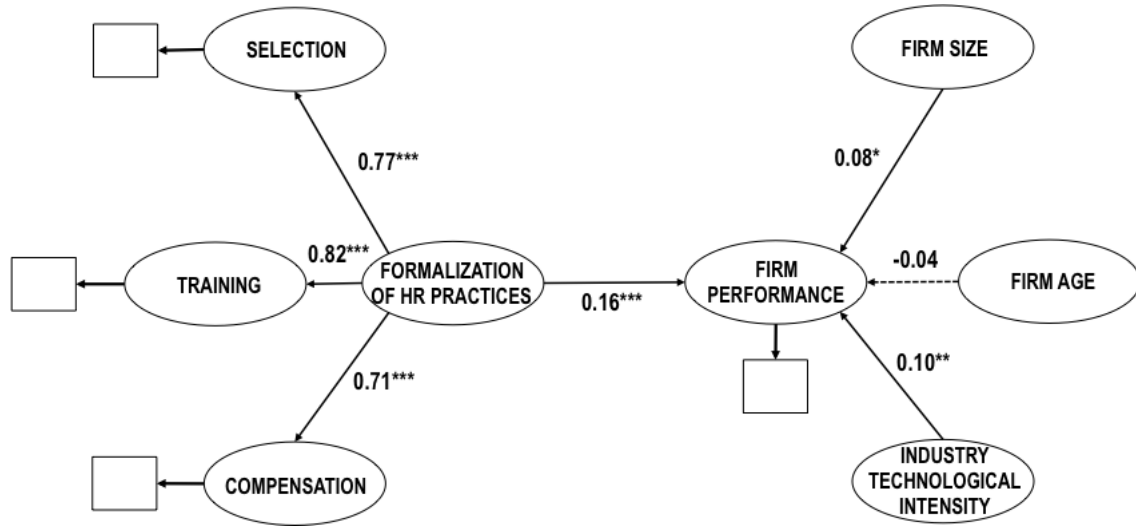 SELECTION
FIRM SIZE
0.77***
0.08*
TRAINING
0.82***
FORMALIZATION
OF HR PRACTICES
0.16***
FIRM
PERFORMANCE
-0.04
FIRM AGE
0.71***
0.10**
COMPENSATION
INDUSTRY
TECHNOLOGICAL
INTENSITY